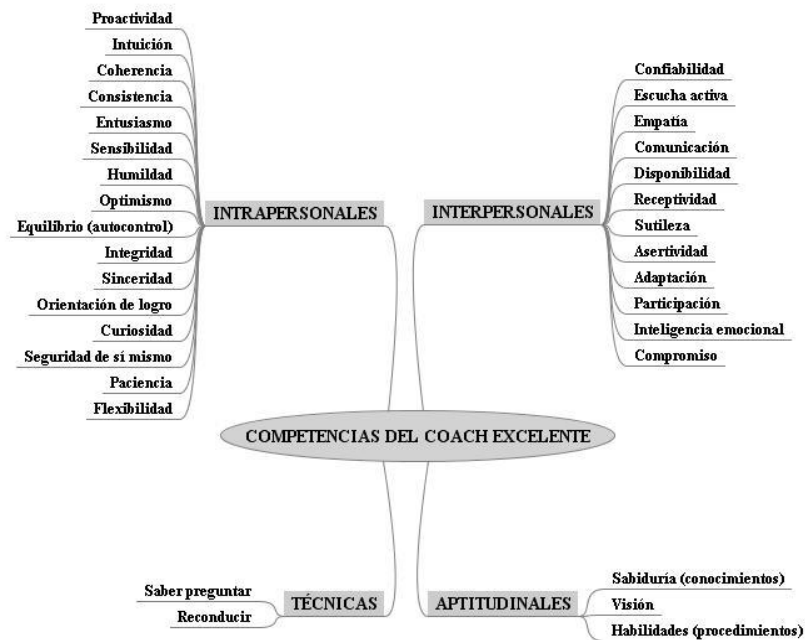 Proactividad
Intuición
Coherencia
Consistencia
Entusiasmo
Sensibilidad
Humildad
Optimismo
Equilibrio (autocontrol)
Integridad
Sinceridad
Orientación de logro
Curiosidad
Seguridad de sí mismo
Paciencia
Flexibilidad
INTRAPERSONALES
INTERPERSONALES
Confiabilidad
Escucha activa
Empatía
Comunicación
Disponibilidad
Receptividad
Sutileza
Asertividad
Adaptación
Participación
Inteligencia emocional
Compromiso
COMPETENCIAS DEL COACH EXCELENTE
Saber preguntar
Reconducir
TÉCNICAS
APTITUDINALES
Sabiduría (conocimientos)
Visión
Habilidades (procedimientos)